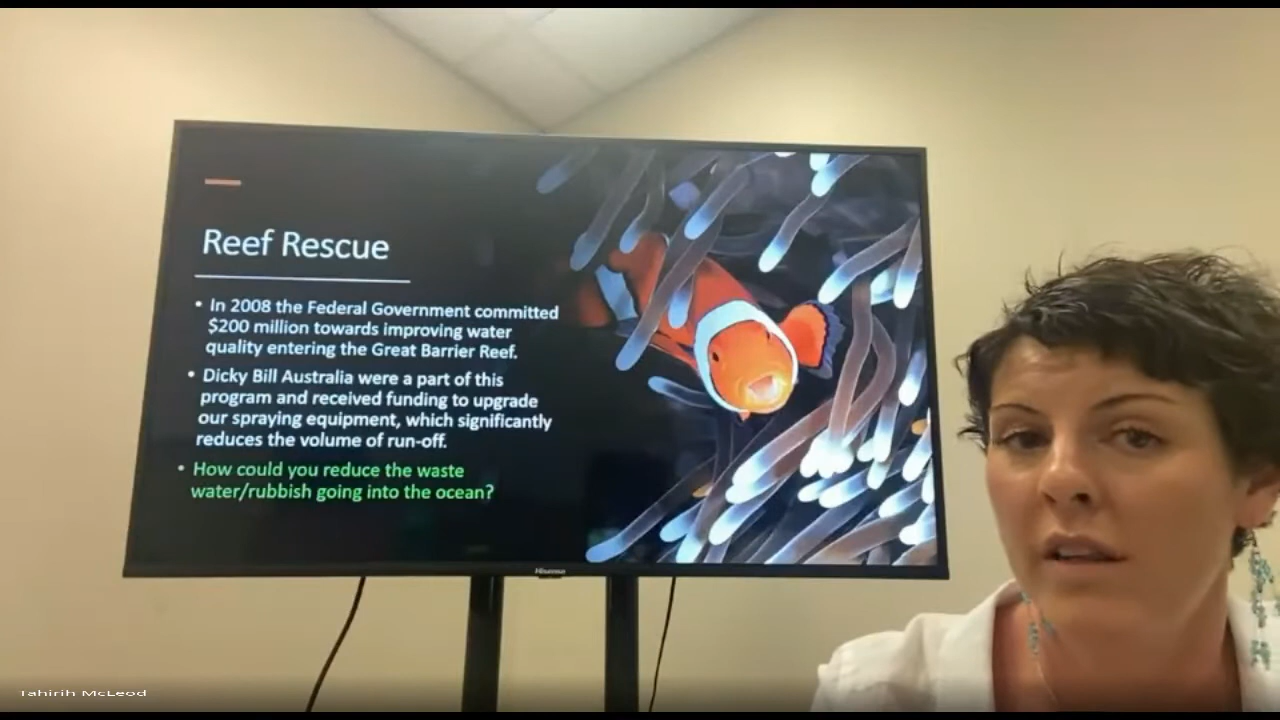 Reef Rescue
• In 2008 the Federal Government committed
$200 million towards improving water
quality entering the Great Barrier Reef.
• Dicky Bill Australia were a part of this
program and received funding to upgrade
our spraying equipment, which significantly
reduces the volume of run-off.
• How could you reduce the waste
water/rubbish going into the ocean?
Hisense
Tahirih McLeod